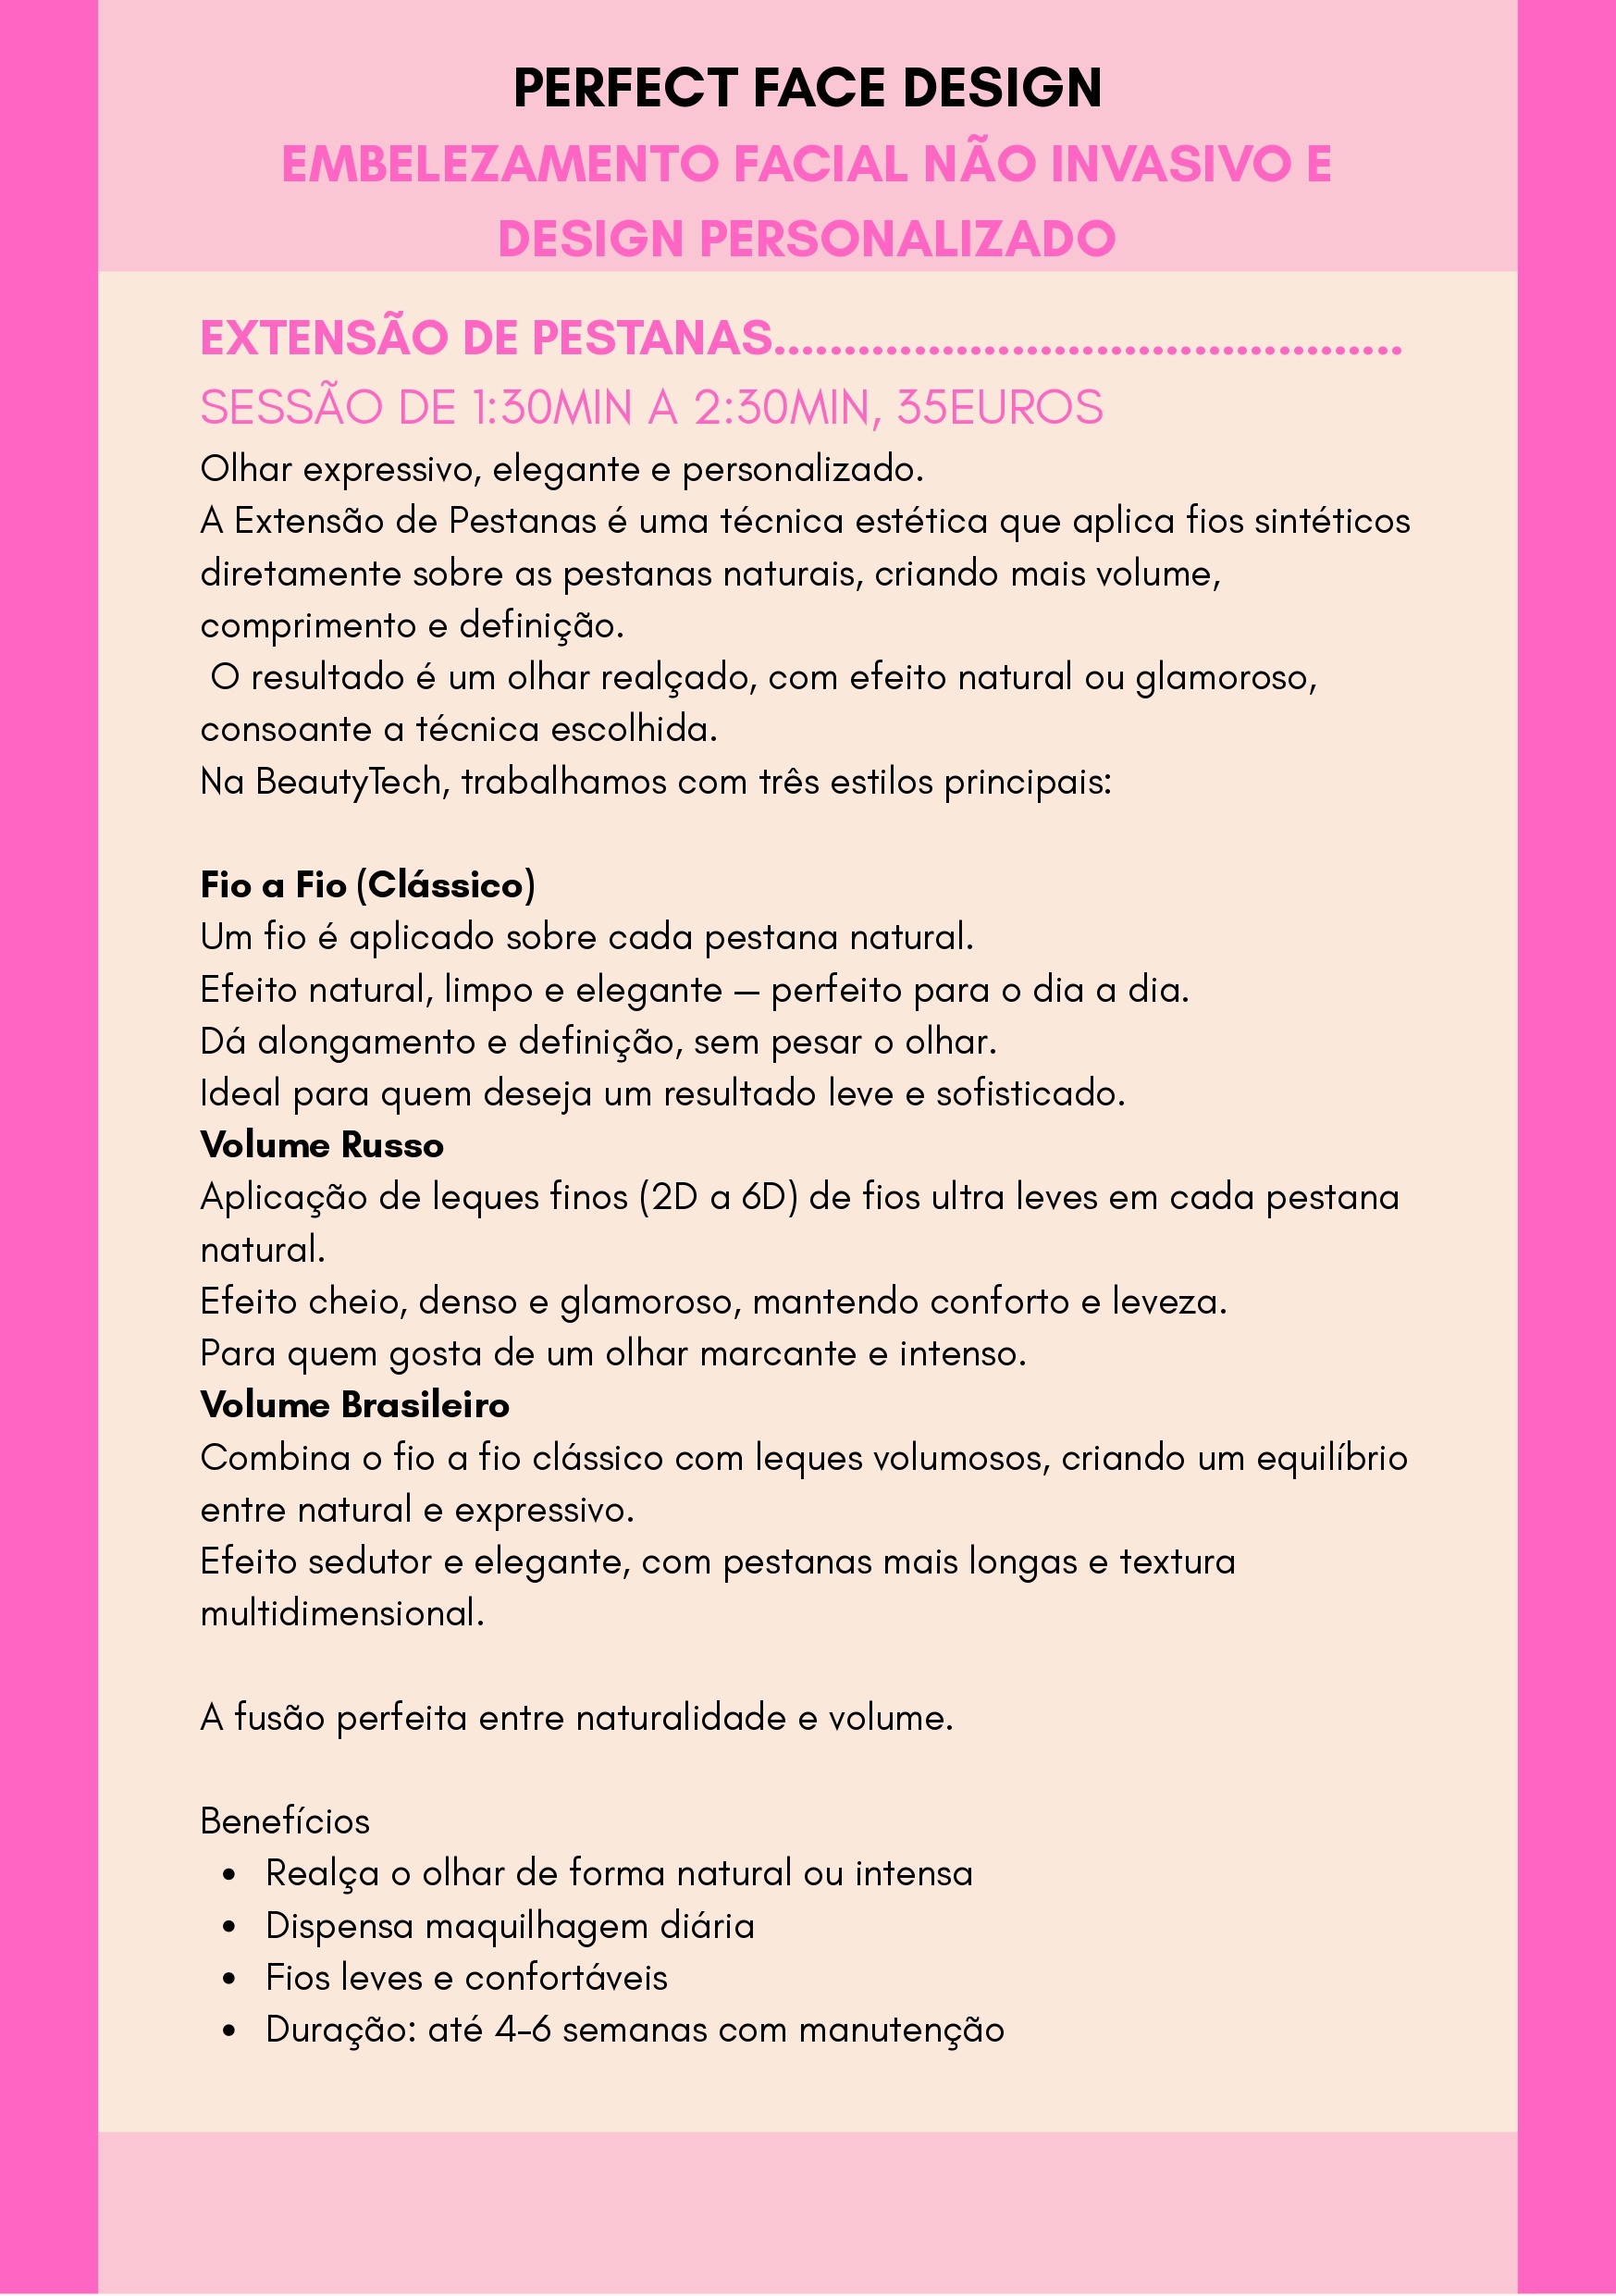 PERFECT FACE DESIGN
EMBELEZAMENTO FACIAL NÃO INVASIVO E
DESIGN PERSONALIZADO
EXTENSÃO DE PESTANAS.............................................
SESSÃO DE 1:30MIN A 2:30MIN, 35EUROS
Olhar expressivo, elegante e personalizado.
A Extensão de Pestanas é uma técnica estética que aplica fios sintéticos
diretamente sobre as pestanas naturais, criando mais volume,
comprimento e definição.
O resultado é um olhar realçado, com efeito natural ou glamoroso,
consoante a técnica escolhida.
Na BeautyTech, trabalhamos com três estilos principais:
Fio a Fio (Clássico)
Um fio é aplicado sobre cada pestana natural.
Efeito natural, limpo e elegante — perfeito para o dia a dia.
Dá alongamento e definição, sem pesar o olhar.
Ideal para quem deseja um resultado leve e sofisticado.
Volume Russo
Aplicação de leques finos (2D a 6D) de fios ultra leves em cada pestana
natural.
Efeito cheio, denso e glamoroso, mantendo conforto e leveza.
Para quem gosta de um olhar marcante e intenso.
Volume Brasileiro
Combina o fio a fio clássico com leques volumosos, criando um equilíbrio
entre natural e expressivo.
Efeito sedutor e elegante, com pestanas mais longas e textura
multidimensional.
A fusão perfeita entre naturalidade e volume.
Benefícios
• Realça o olhar de forma natural ou intensa
• Dispensa maquilhagem diária
• Fios leves e confortáveis
• Duração: até 4-6 semanas com manutenção